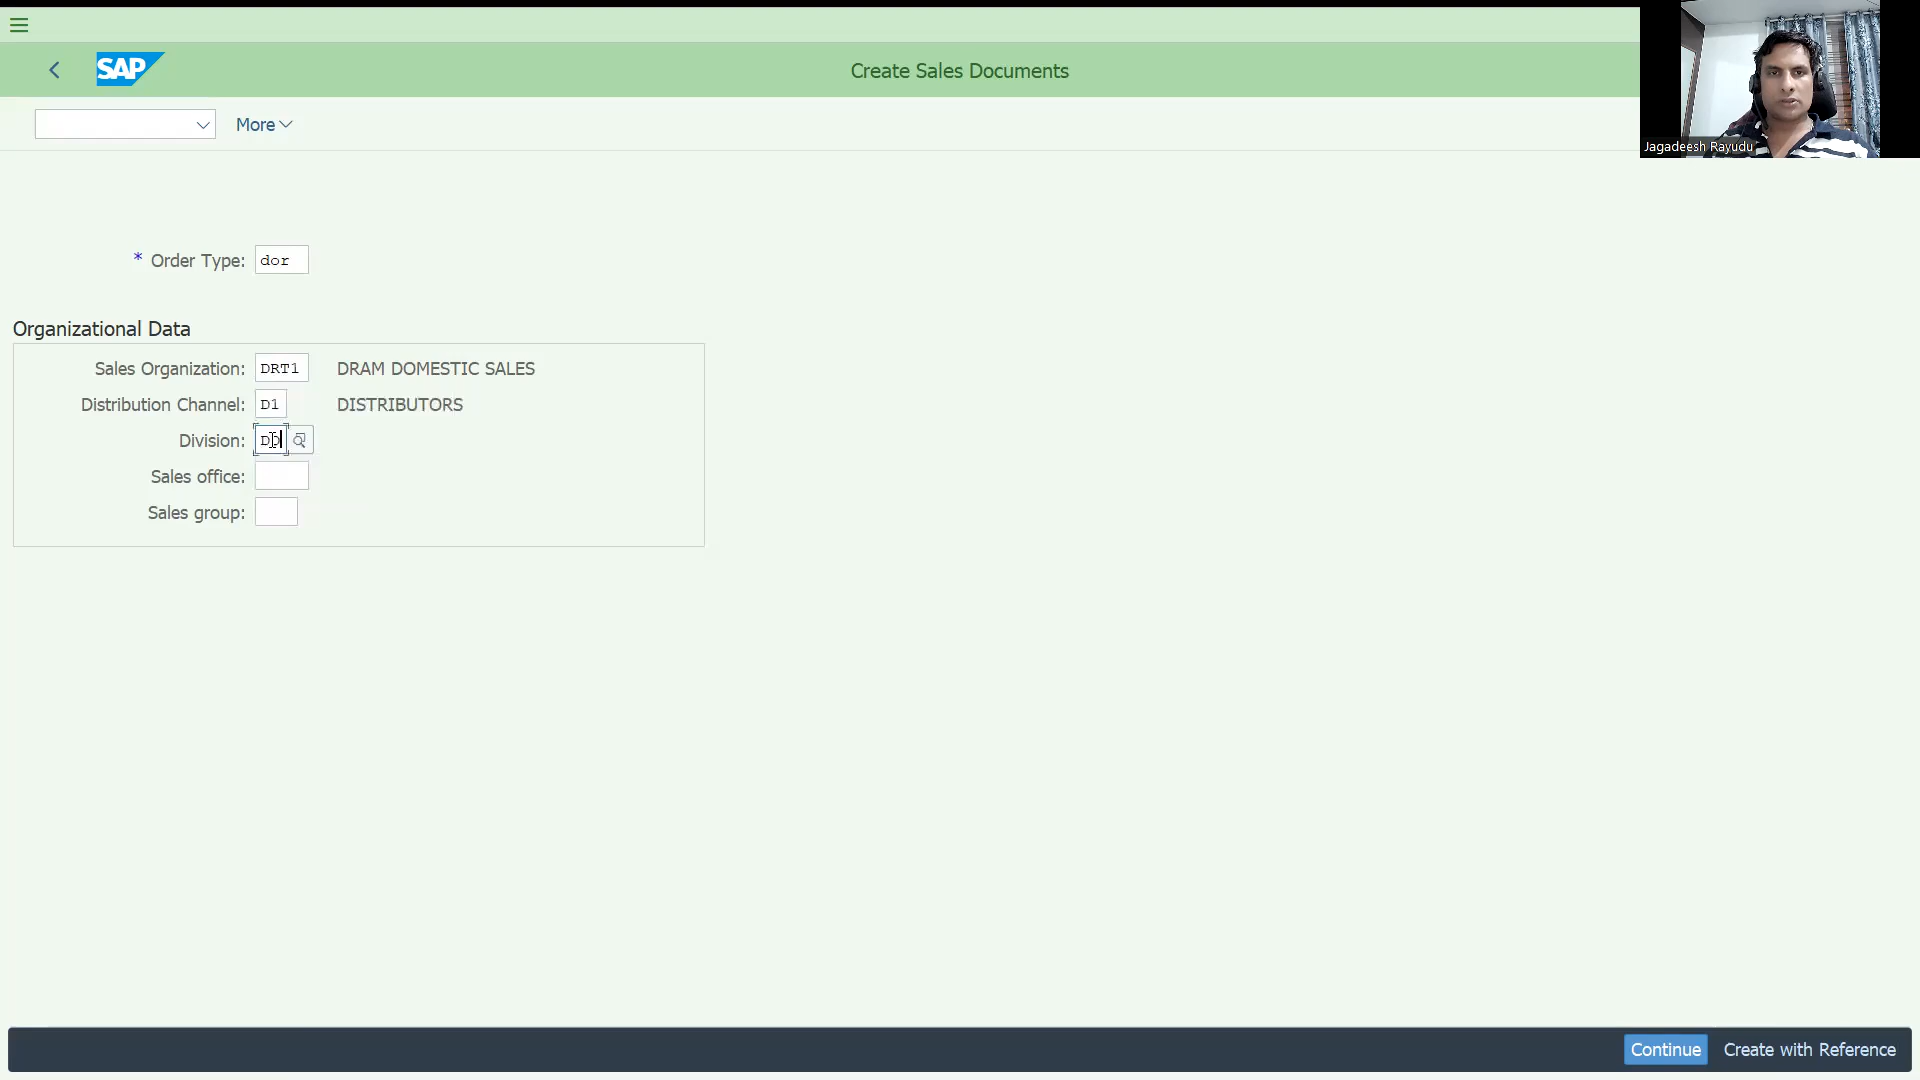 SAP
Create Sales Documents
More
Jagadeesh Rayudu
* Order Type: dor
Organizational Data
Sales Organization: DRT1 DRAM DOMESTIC SALES
Distribution Channel: D1 DISTRIBUTORS
Division:
Sales office:
Sales group:
Continue Create with Reference